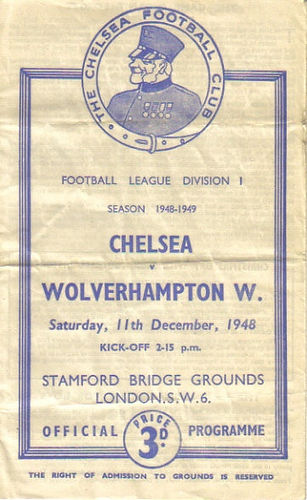 THE CHELSEA FOOTBALL CLUB
FOOTBALL LEAGUE DIVISION I
SEASON 1948-1949
CHELSEA
v.
WOLVERHAMPTON W.
Saturday, 11th December, 1948
KICK-OFF 2-15 p.m.
STAMFORD BRIDGE GROUNDS
LONDON, S.W.6.
OFFICIAL PRICE 3D. PROGRAMME
THE RIGHT OF ADMISSION TO GROUNDS IS RESERVED